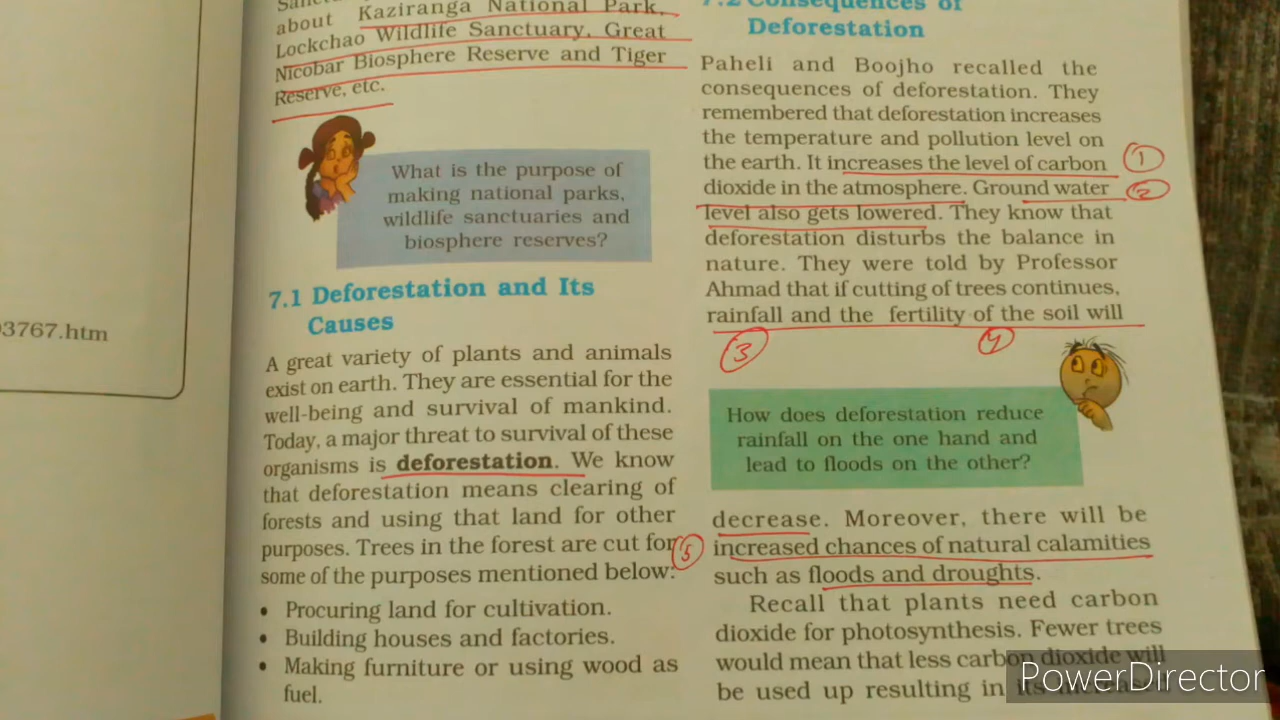 about Kaziranga National Park,
Lockchao Wildlife Sanctuary, Great
Nicobar Biosphere Reserve and Tiger
Reserve, etc.
What is the purpose of
making national parks,
wildlife sanctuaries and
biosphere reserves?
7.1 Deforestation and Its
Causes
A great variety of plants and animals
exist on earth. They are essential for the
well-being and survival of mankind.
Today, a major threat to survival of these
organisms is deforestation. We know
that deforestation means clearing of
forests and using that land for other
purposes. Trees in the forest are cut for
some of the purposes mentioned below:
• Procuring land for cultivation.
• Building houses and factories.
• Making furniture or using wood as
fuel.
7.2 Consequences of
Deforestation
Paheli and Boojho recalled the
consequences of deforestation. They
remembered that deforestation increases
the temperature and pollution level on
the earth. It increases the level of carbon 1
dioxide in the atmosphere. Ground water 2
level also gets lowered. They know that
deforestation disturbs the balance in
nature. They were told by Professor
Ahmad that if cutting of trees continues,
rainfall and the fertility of the soil will
3 4
How does deforestation reduce
rainfall on the one hand and
lead to floods on the other?
decrease. Moreover, there will be
5 increased chances of natural calamities
such as floods and droughts.
Recall that plants need carbon
dioxide for photosynthesis. Fewer trees
would mean that less carbon dioxide will
be used up resulting in its increased
3767.htm
PowerDirector